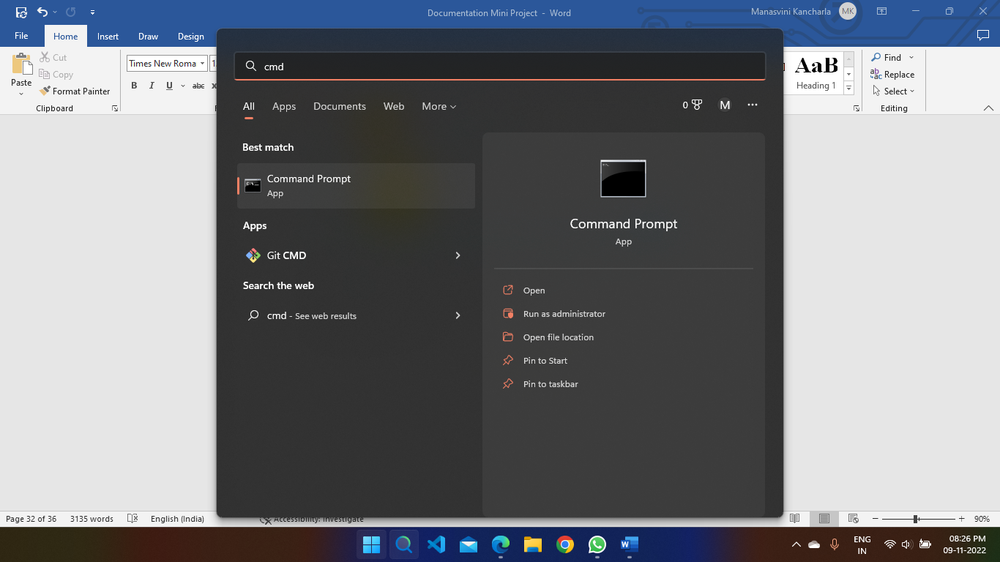 Documentation Mini Project - Word
Manasvini Kancharla MK
File Home Insert Draw Design
Paste
Cut
Copy
Format Painter
Clipboard
Times New Roma
B I U abc
AaB
Heading 1
Find
Replace
Select
Editing
cmd
All Apps Documents Web More
0 M
Best match
Command Prompt
App
Apps
Git CMD
Search the web
cmd - See web results
Command Prompt
App
Open
Run as administrator
Open file location
Pin to Start
Pin to taskbar
Page 32 of 36 3135 words English (India) Accessibility: Investigate 90%
ENG
IN
08:26 PM
09-11-2022